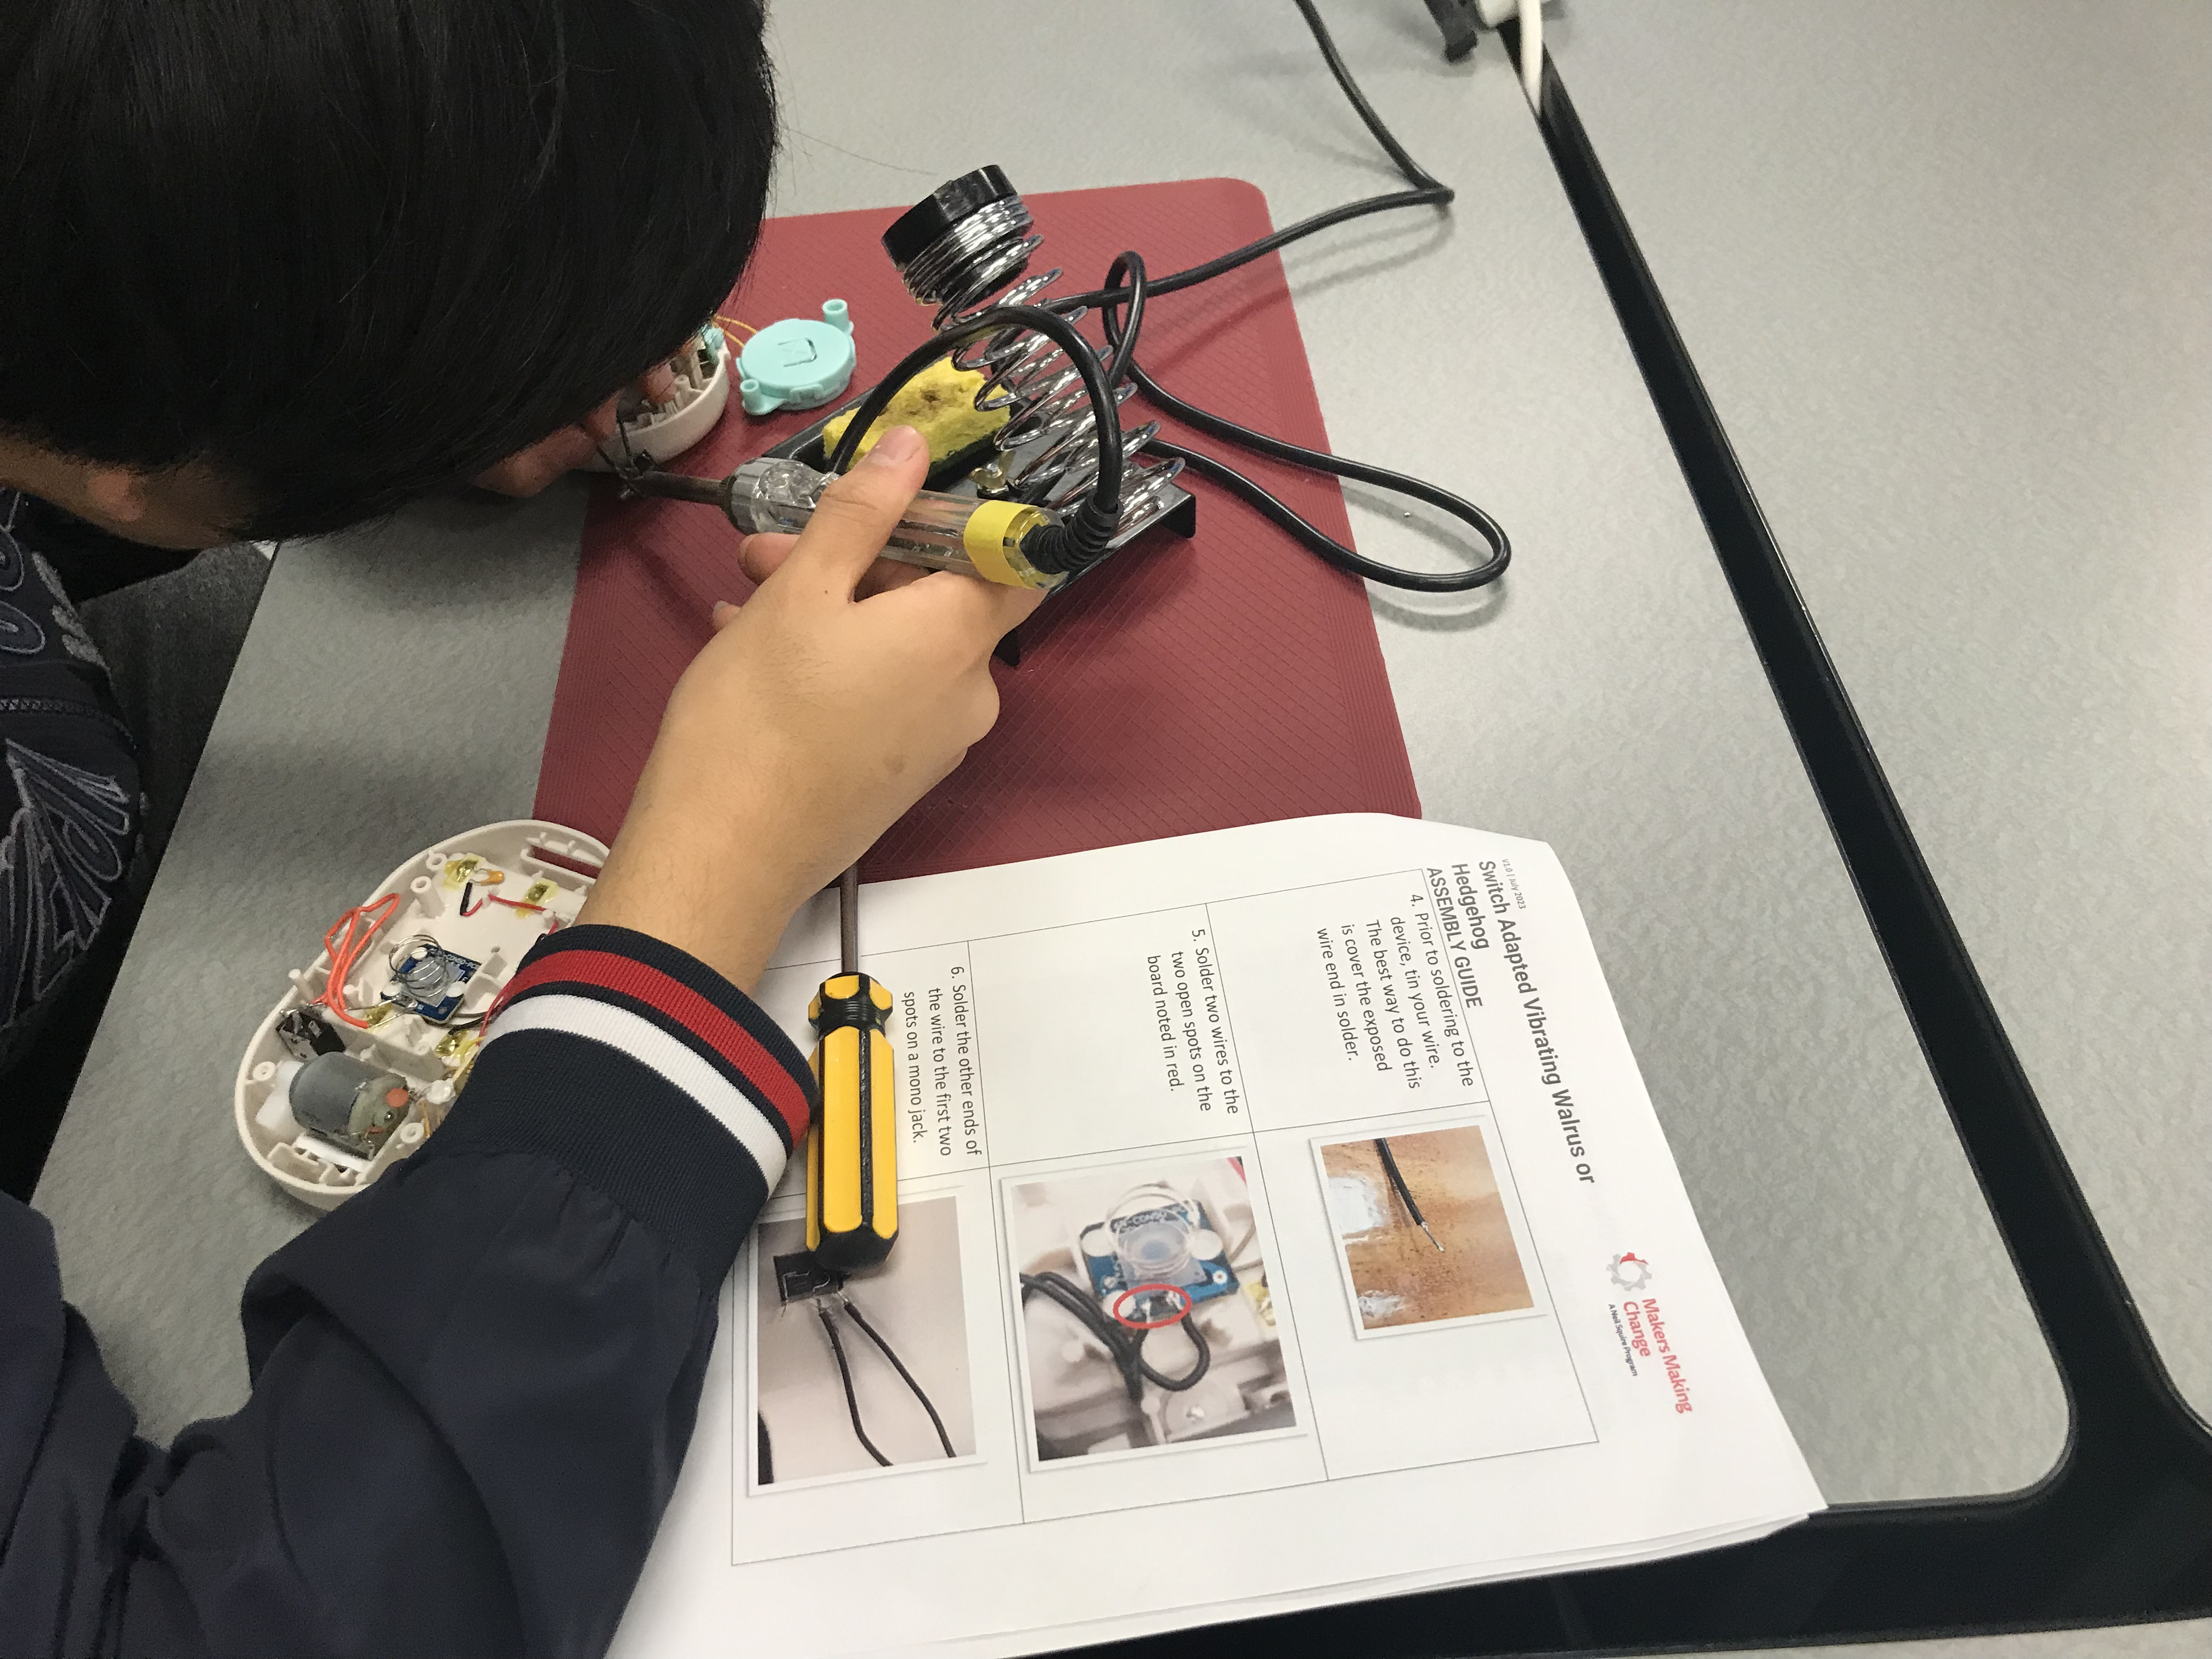 v1.0 | July 2023
Switch Adapted Vibrating Walrus or
Hedgehog
ASSEMBLY GUIDE
Makers Making
Change
A Neil Squire Program
4. Prior to soldering to the
device, tin your wire.
The best way to do this
is cover the exposed
wire end in solder.
5. Solder two wires to the
two open spots on the
board noted in red.
6. Solder the other ends of
the wire to the first two
spots on a mono jack.